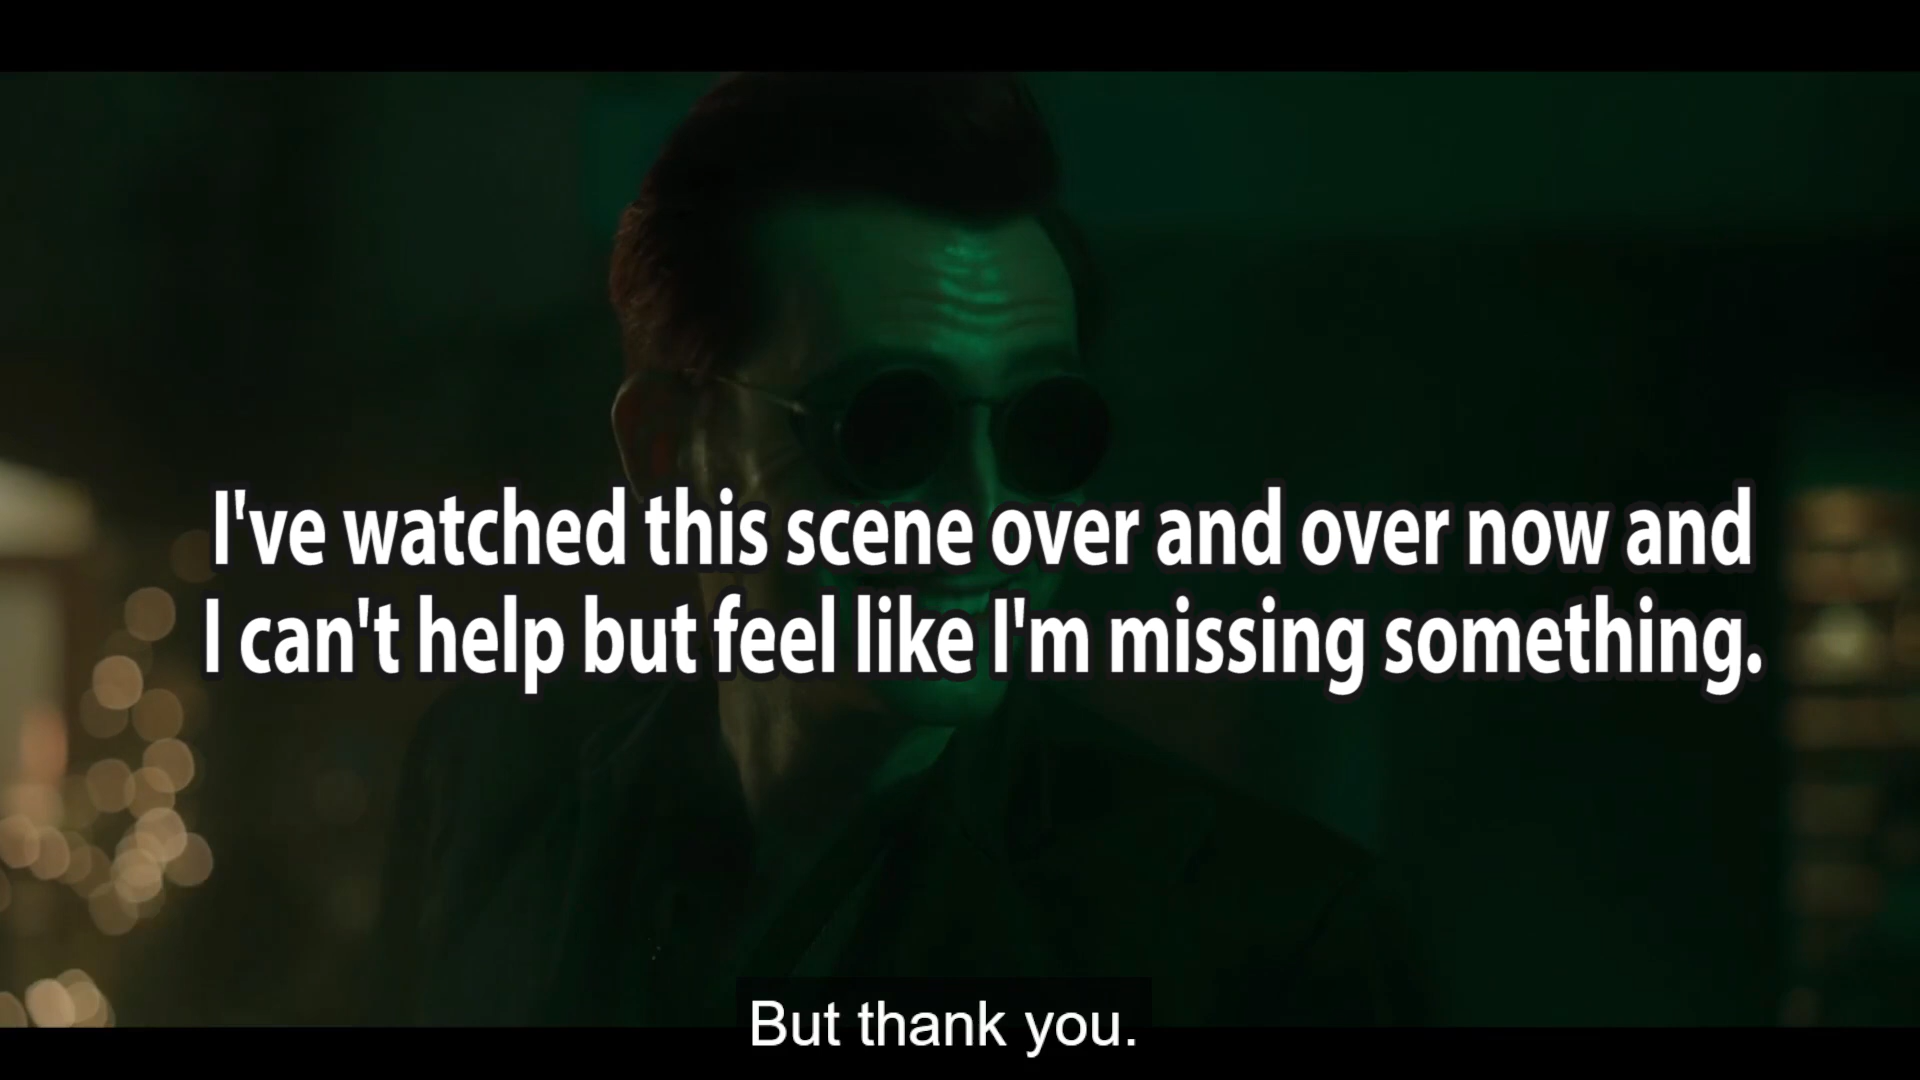 I've watched this scene over and over now and
I can't help but feel like I'm missing something.
But thank you.